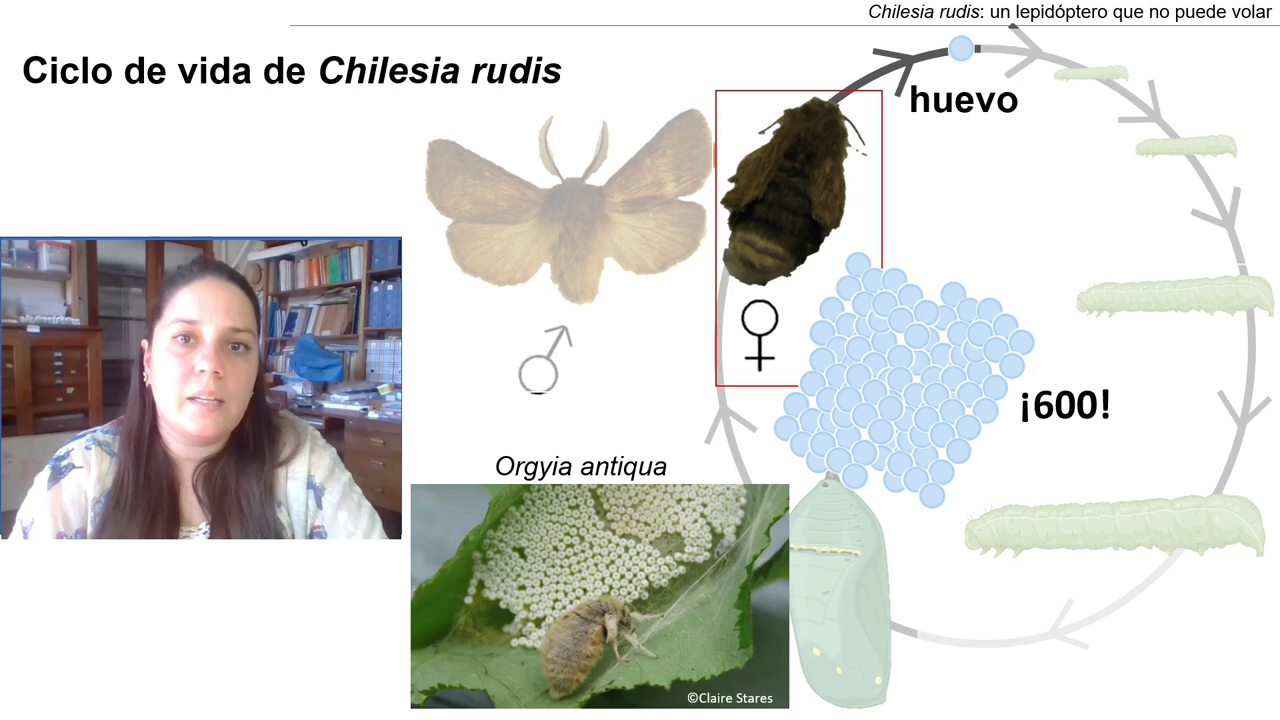 Chilesia rudis: un lepidóptero que no puede volar
Ciclo de vida de Chilesia rudis
huevo
¡600!
Orgyia antiqua
©Claire Stares